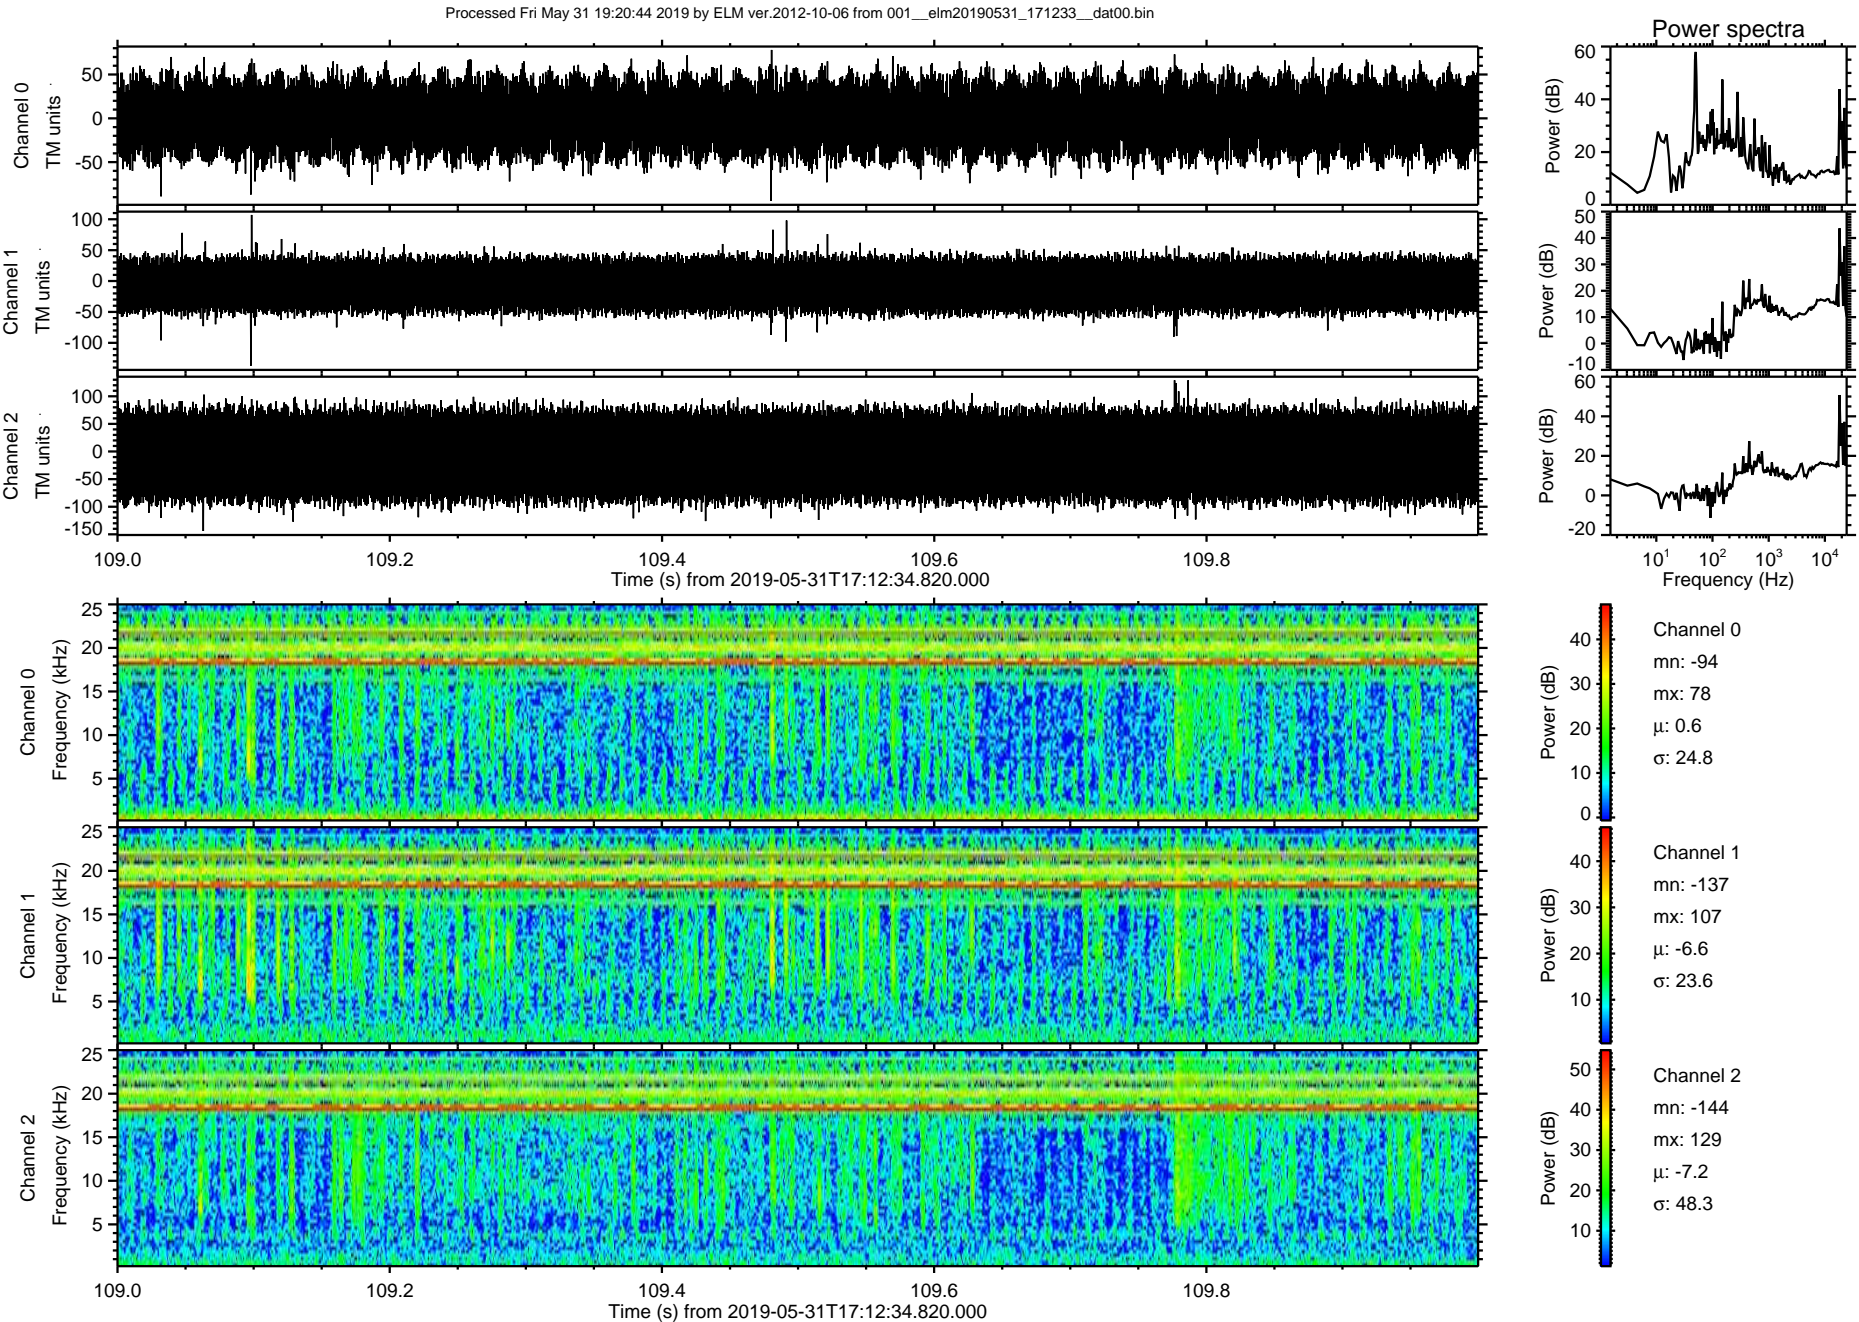 Processed Fri May 31 19:20:44 2019 by ELM ver.2012-10-06 from 001__elm20190531_171233__dat00.bin
Power spectra
Channel 0
TM units
50
0
-50
Power (dB)
60
40
20
0
Channel 1
TM units
100
50
0
-50
-100
Power (dB)
50
40
30
20
10
0
-10
Channel 2
TM units
100
50
0
-50
-100
-150
Power (dB)
60
40
20
0
-20
109.0 109.2 109.4 109.6 109.8
Time (s) from 2019-05-31T17:12:34.820.000
10^1 10^2 10^3 10^4
Frequency (Hz)
Channel 0
Frequency (kHz)
25
20
15
10
5
Power (dB)
40
30
20
10
0
Channel 0
mn: -94
mx: 78
μ: 0.6
σ: 24.8
Channel 1
Frequency (kHz)
25
20
15
10
5
Power (dB)
40
30
20
10
Channel 1
mn: -137
mx: 107
μ: -6.6
σ: 23.6
Channel 2
Frequency (kHz)
25
20
15
10
5
Power (dB)
50
40
30
20
10
Channel 2
mn: -144
mx: 129
μ: -7.2
σ: 48.3
109.0 109.2 109.4 109.6 109.8
Time (s) from 2019-05-31T17:12:34.820.000